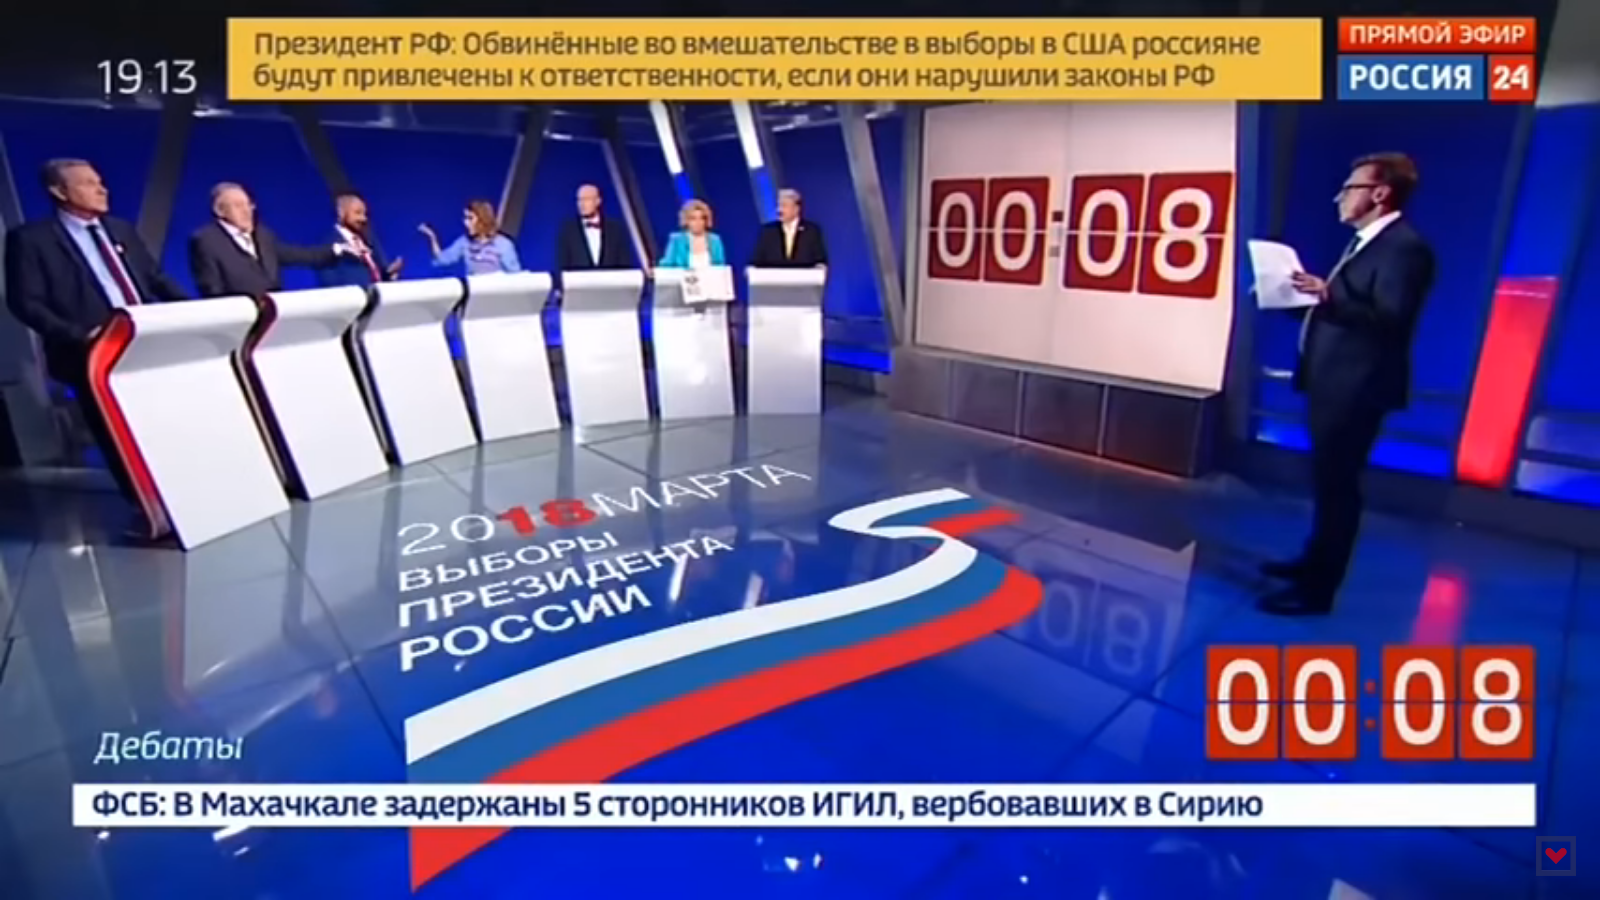 Президент РФ: Обвинённые во вмешательстве в выборы в США россияне
будут привлечены к ответственности, если они нарушили законы РФ
ПРЯМОЙ ЭФИР
РОССИЯ 24
19:13
00:08
2018 МАРТА
ВЫБОРЫ
ПРЕЗИДЕНТА
РОССИИ
00:08
Дебаты
ФСБ: В Махачкале задержаны 5 сторонников ИГИЛ, вербовавших в Сирию